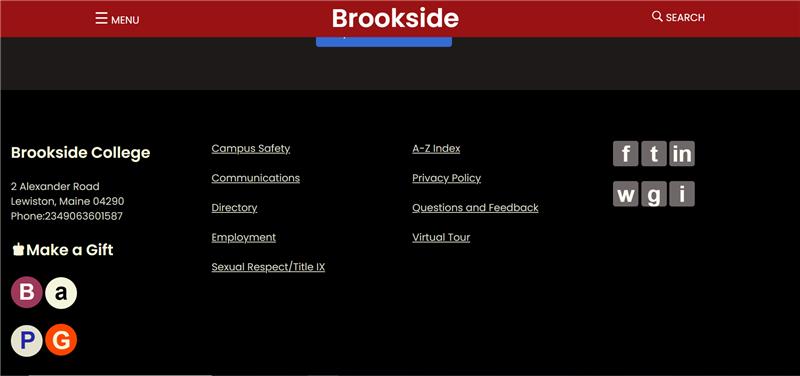 ☰ MENU
Brookside
SEARCH
Brookside College
2 Alexander Road
Lewiston, Maine 04290
Phone:2349063601587
Make a Gift
B a
P G
Campus Safety
Communications
Directory
Employment
Sexual Respect/Title IX
A-Z Index
Privacy Policy
Questions and Feedback
Virtual Tour
f t in
w g i